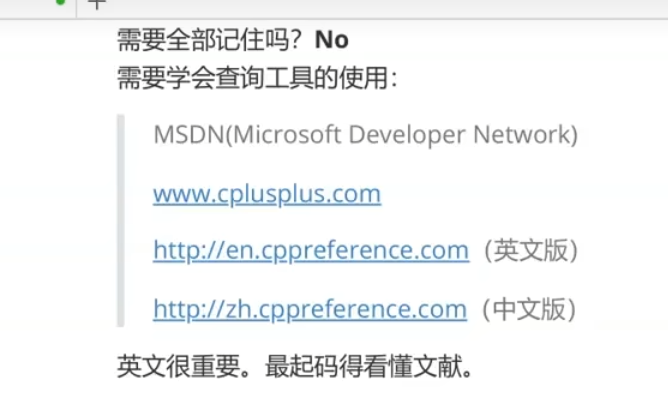 需要全部记住吗？No
需要学会查询工具的使用：
MSDN(Microsoft Developer Network)
www.cplusplus.com
http://en.cppreference.com（英文版）
http://zh.cppreference.com（中文版）
英文很重要。最起码得看懂文献。